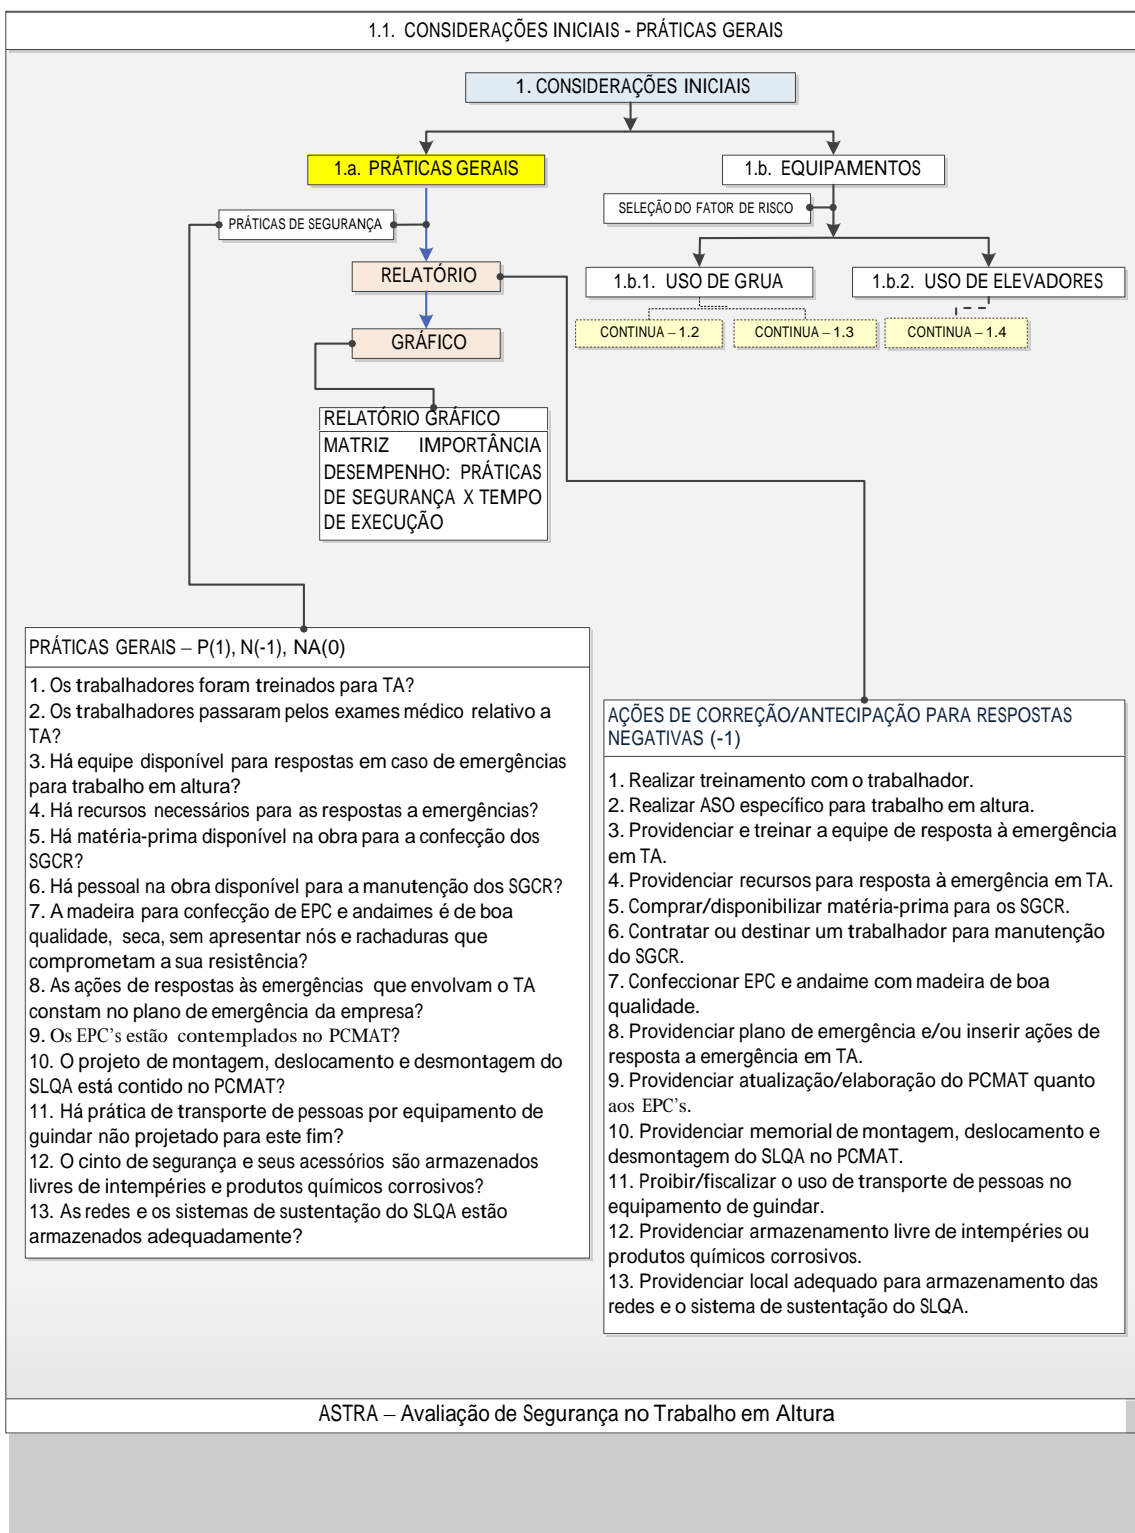 1.1. CONSIDERAÇÕES INICIAIS - PRÁTICAS GERAIS
1. CONSIDERAÇÕES INICIAIS
1.a. PRÁTICAS GERAIS
1.b. EQUIPAMENTOS
PRÁTICAS DE SEGURANÇA
SELEÇÃO DO FATOR DE RISCO
RELATÓRIO
1.b.1. USO DE GRUA
1.b.2. USO DE ELEVADORES
GRÁFICO
CONTINUA – 1.2
CONTINUA – 1.3
CONTINUA – 1.4
RELATÓRIO GRÁFICO
MATRIZ IMPORTÂNCIA
DESEMPENHO: PRÁTICAS
DE SEGURANÇA X TEMPO
DE EXECUÇÃO
PRÁTICAS GERAIS – P(1), N(-1), NA(0)
1. Os trabalhadores foram treinados para TA?
2. Os trabalhadores passaram pelos exames médico relativo a
TA?
3. Há equipe disponível para respostas em caso de emergências
para trabalho em altura?
4. Há recursos necessários para as respostas a emergências?
5. Há matéria-prima disponível na obra para a confecção dos
SGCR?
6. Há pessoal na obra disponível para a manutenção dos SGCR?
7. A madeira para confecção de EPC e andaimes é de boa
qualidade, seca, sem apresentar nós e rachaduras que
comprometam a sua resistência?
8. As ações de respostas às emergências que envolvam o TA
constam no plano de emergência da empresa?
9. Os EPC’s estão contemplados no PCMAT?
10. O projeto de montagem, deslocamento e desmontagem do
SLQA está contido no PCMAT?
11. Há prática de transporte de pessoas por equipamento de
guindar não projetado para este fim?
12. O cinto de segurança e seus acessórios são armazenados
livres de intempéries e produtos químicos corrosivos?
13. As redes e os sistemas de sustentação do SLQA estão
armazenados adequadamente?
AÇÕES DE CORREÇÃO/ANTECIPAÇÃO PARA RESPOSTAS
NEGATIVAS (-1)
1. Realizar treinamento com o trabalhador.
2. Realizar ASO específico para trabalho em altura.
3. Providenciar e treinar a equipe de resposta à emergência
em TA.
4. Providenciar recursos para resposta à emergência em TA.
5. Comprar/disponibilizar matéria-prima para os SGCR.
6. Contratar ou destinar um trabalhador para manutenção
do SGCR.
7. Confeccionar EPC e andaime com madeira de boa
qualidade.
8. Providenciar plano de emergência e/ou inserir ações de
resposta a emergência em TA.
9. Providenciar atualização/elaboração do PCMAT quanto
aos EPC’s.
10. Providenciar memorial de montagem, deslocamento e
desmontagem do SLQA no PCMAT.
11. Proibir/fiscalizar o uso de transporte de pessoas no
equipamento de guindar.
12. Providenciar armazenamento livre de intempéries ou
produtos químicos corrosivos.
13. Providenciar local adequado para armazenamento das
redes e o sistema de sustentação do SLQA.
ASTRA – Avaliação de Segurança no Trabalho em Altura